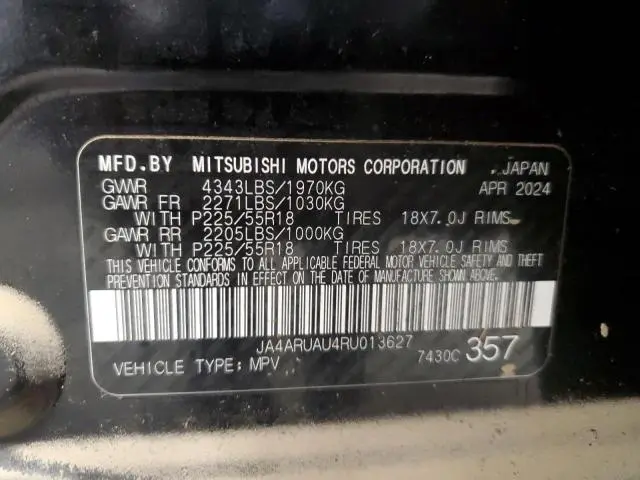 MFD.BY MITSUBISHI MOTORS CORPORATION JAPAN
GVWR 4343LBS/1970KG APR 2024
GAWR FR 2271LBS/1030KG
WITH P225/55R18 TIRES 18X7.0J RIMS
GAWR RR 2205LBS/1000KG
WITH P225/55R18 TIRES 18X7.0J RIMS
THIS VEHICLE CONFORMS TO ALL APPLICABLE FEDERAL MOTOR VEHICLE SAFETY AND THEFT
PREVENTION STANDARDS IN EFFECT ON THE DATE OF MANUFACTURE SHOWN ABOVE.
JA4ARUAU4RU013627
VEHICLE TYPE: MPV 7430C 357